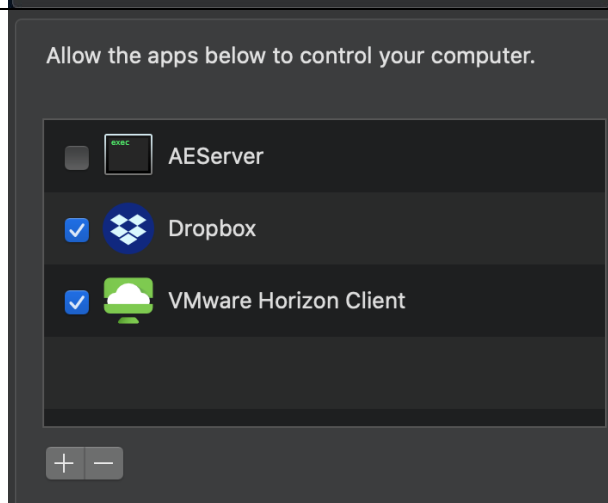 Allow the apps below to control your computer.
exec
AEServer
Dropbox
VMware Horizon Client